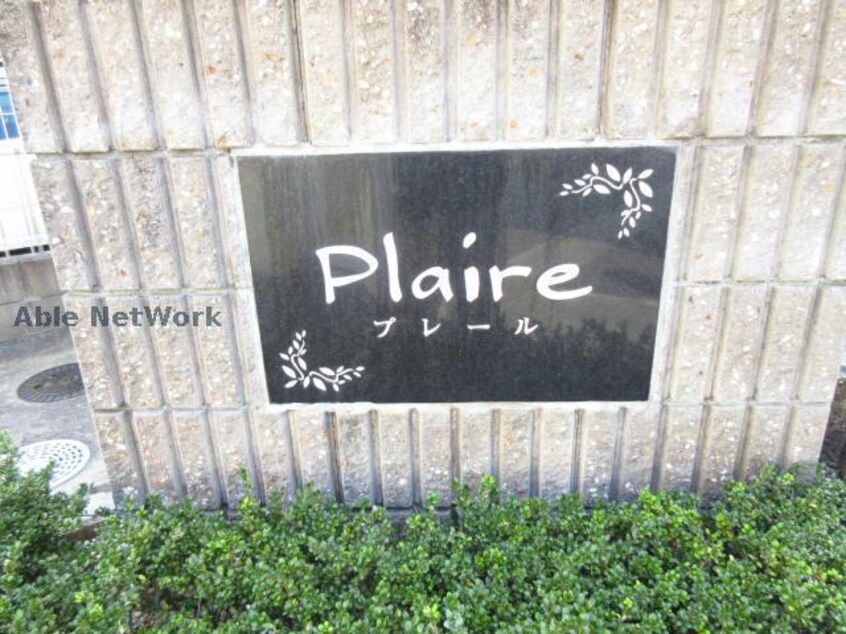 Plaire
プレール
Able NetWork